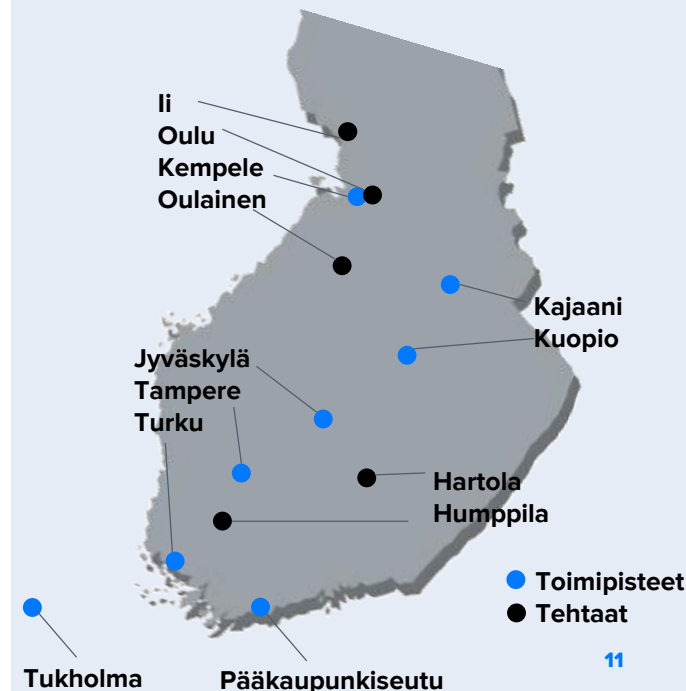 Ii
Oulu
Kempele
Oulainen
Kajaani
Kuopio
Jyväskylä
Tampere
Turku
Hartola
Humppila
Toimipisteet
Tehtaat
Tukholma
Pääkaupunkiseutu
11